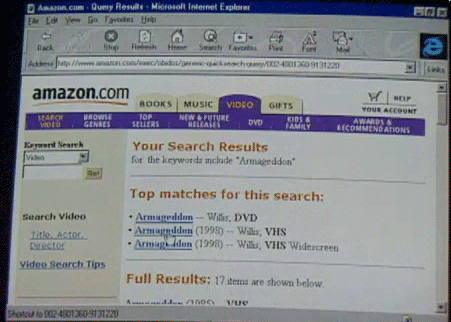 Amazon.com - Query Results - Microsoft Internet Explorer
File Edit View Go Favorites Help
Back Stop Refresh Home Search Favorites Print Font Mail
Address http://www.amazon.com/exec/obidos/generic-quicksearch-query/002-4801360-9131220 Links
amazon.com
BOOKS MUSIC VIDEO GIFTS
HELP
YOUR ACCOUNT
SEARCH VIDEO BROWSE GENRES TOP SELLERS NEW & FUTURE RELEASES DVD KIDS & FAMILY AWARDS & RECOMMENDATIONS
Keyword Search
Video
Go!
Your Search Results
for the keywords include "Armageddon"
Top matches for this search:
• Armageddon -- Willis, DVD
• Armageddon (1998) -- Willis, VHS
• Armageddon (1998) -- Willis, VHS Widescreen
Search Video
Title, Actor,
Director
Video Search Tips
Full Results: 17 items are shown below.
Armageddon (1998) VHS
Shortcut to 002-4801360-9131220